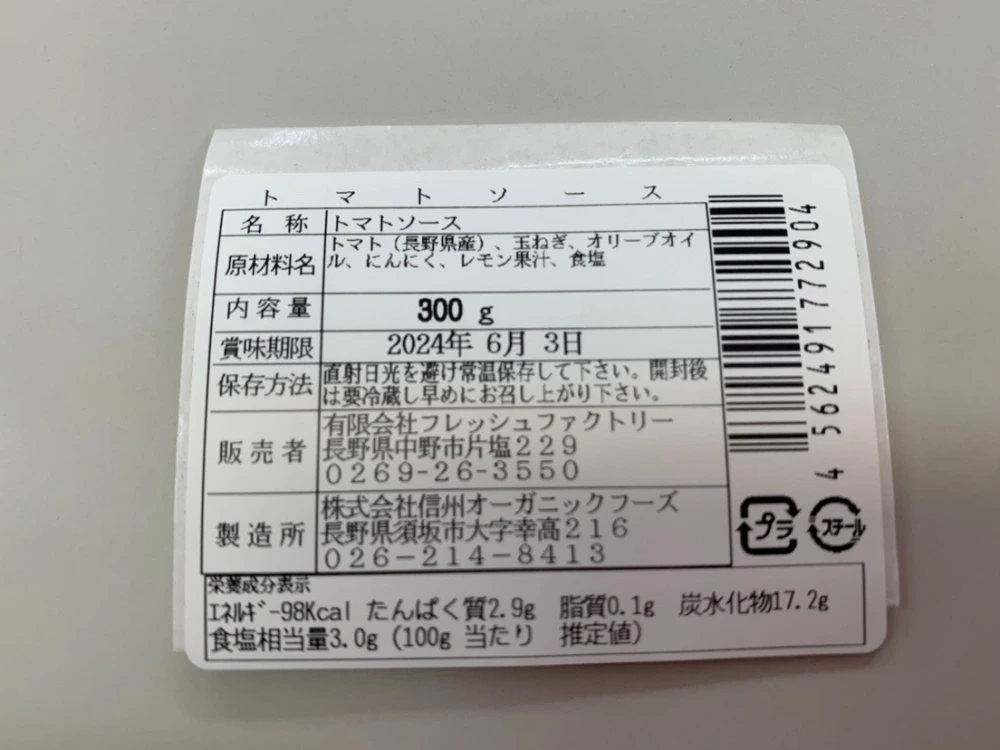 トマトソース
名称 トマトソース
原材料名 トマト（長野県産）、玉ねぎ、オリーブオイ
ル、にんにく、レモン果汁、食塩
内容量 300 g
賞味期限 2024年 6月 3日
保存方法 直射日光を避け常温保存して下さい。開封後
は要冷蔵し早めにお召し上がり下さい。
販売者 有限会社フレッシュファクトリー
長野県中野市片塩２２９
０２６９-２６-３５５０
製造所 株式会社信州オーガニックフーズ
長野県須坂市大字幸高２１６
０２６-２１４-８４１３
4 562491 772904
プラ スチール
栄養成分表示
ｴﾈﾙｷﾞｰ98Kcal たんぱく質2.9g 脂質0.1g 炭水化物17.2g
食塩相当量3.0g (100g 当たり 推定値)